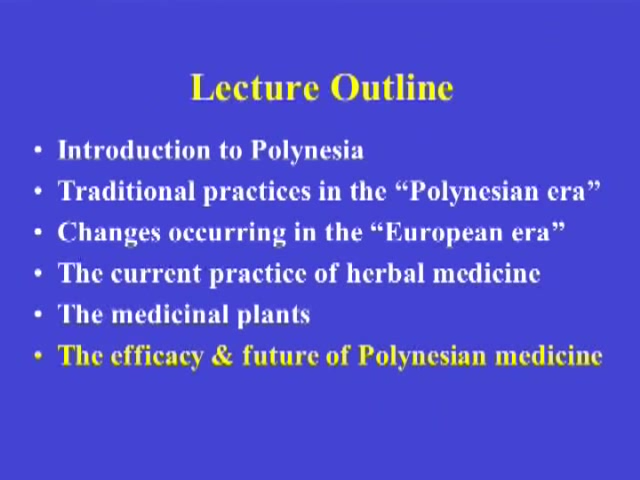 Lecture Outline
• Introduction to Polynesia
• Traditional practices in the “Polynesian era”
• Changes occurring in the “European era”
• The current practice of herbal medicine
• The medicinal plants
• The efficacy & future of Polynesian medicine